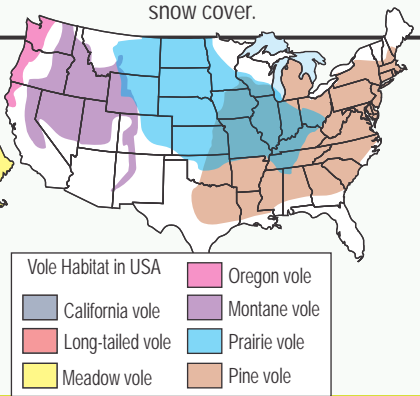 snow cover.
Vole Habitat in USA
California vole
Long-tailed vole
Meadow vole
Oregon vole
Montane vole
Prairie vole
Pine vole